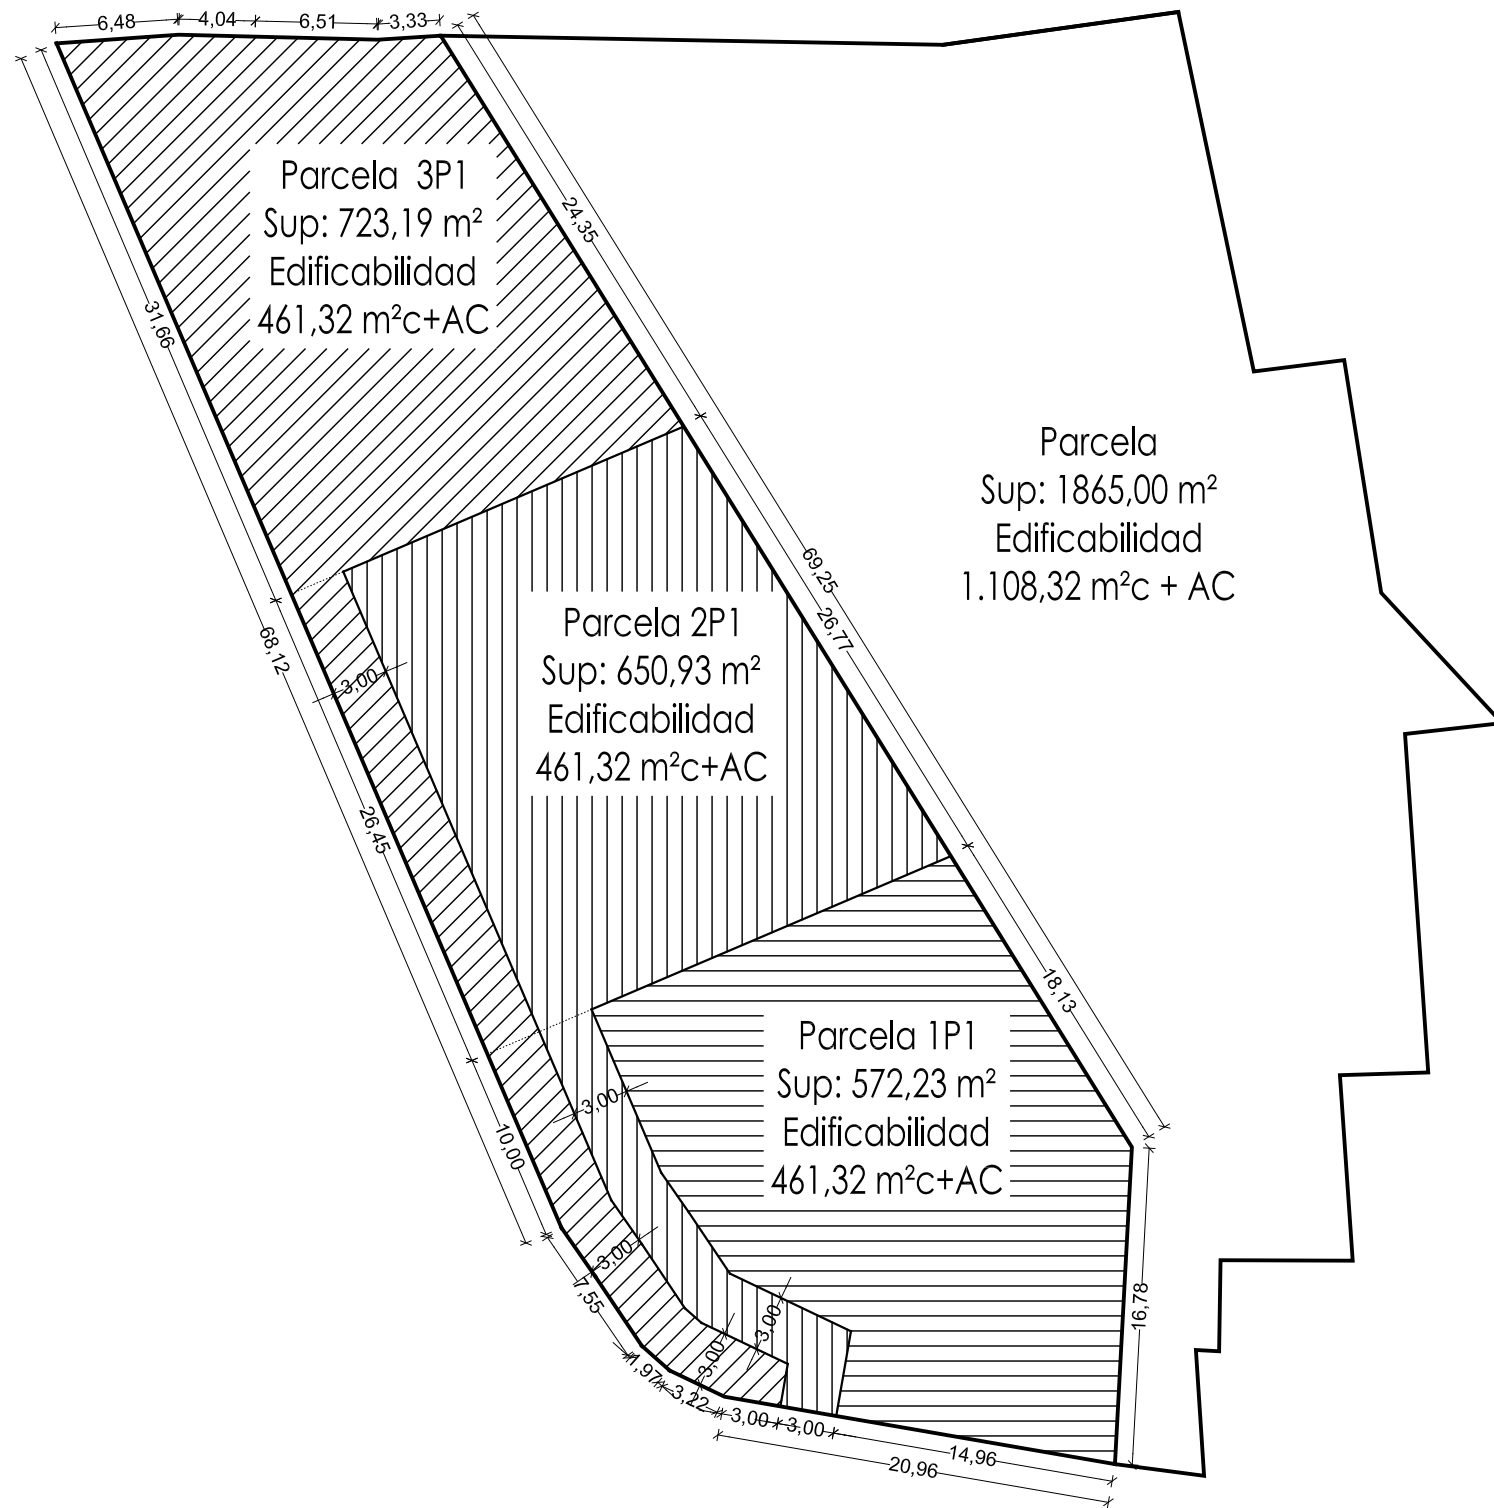 6,48
4,04
6,51
3,33
Parcela 3P1
Sup: 723,19 m²
Edificabilidad
461,32 m²c+AC
24,35
31,66
Parcela
Sup: 1865,00 m²
Edificabilidad
1.108,32 m²c + AC
69,25
26,77
Parcela 2P1
Sup: 650,93 m²
Edificabilidad
461,32 m²c+AC
68,12
3,00
26,45
18,13
Parcela 1P1
Sup: 572,23 m²
Edificabilidad
461,32 m²c+AC
3,00
10,00
3,00
7,55
3,00
3,00
16,78
1,97
3,22
3,00
3,00
14,96
20,96